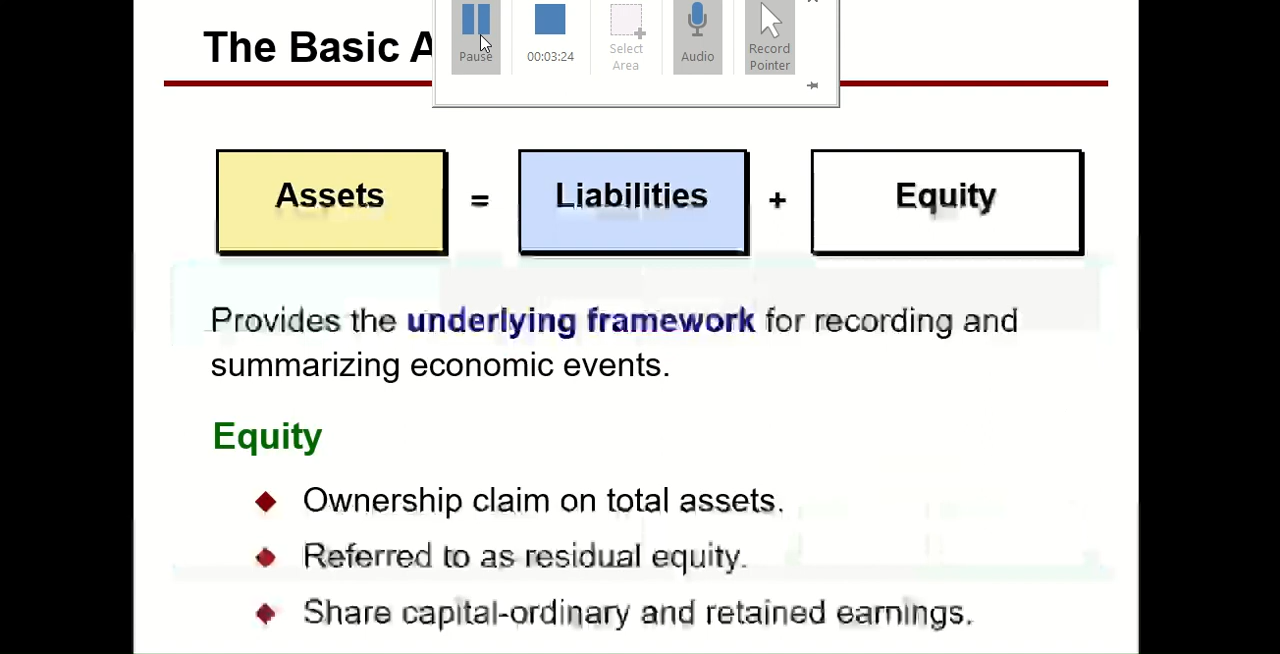 The Basic A
Pause
00:03:24
Select
Area
Audio
Record
Pointer
Assets = Liabilities + Equity
Provides the underlying framework for recording and
summarizing economic events.
Equity
Ownership claim on total assets.
Referred to as residual equity.
Share capital-ordinary and retained earnings.